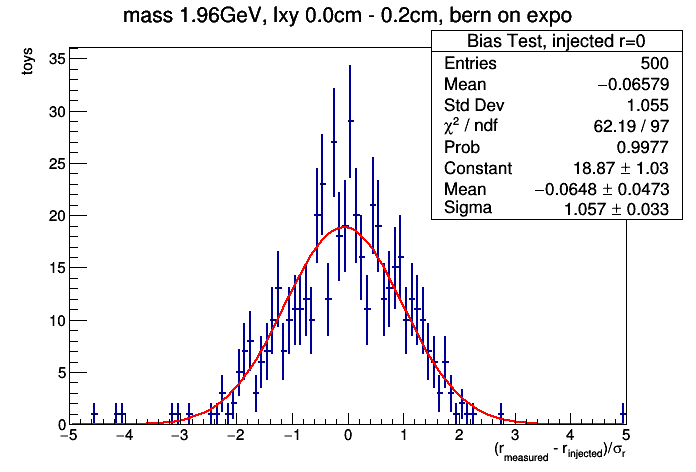 mass 1.96GeV, lxy 0.0cm - 0.2cm, bern on expo
toys
Bias Test, injected r=0
Entries 500
Mean −0.06579
Std Dev 1.055
χ² / ndf 62.19 / 97
Prob 0.9977
Constant 18.87 ± 1.03
Mean −0.0648 ± 0.0473
Sigma 1.057 ± 0.033
35
30
25
20
15
10
5
0
−5 −4 −3 −2 −1 0 1 2 3 4 5
(r_measured - r_injected)/σ_r